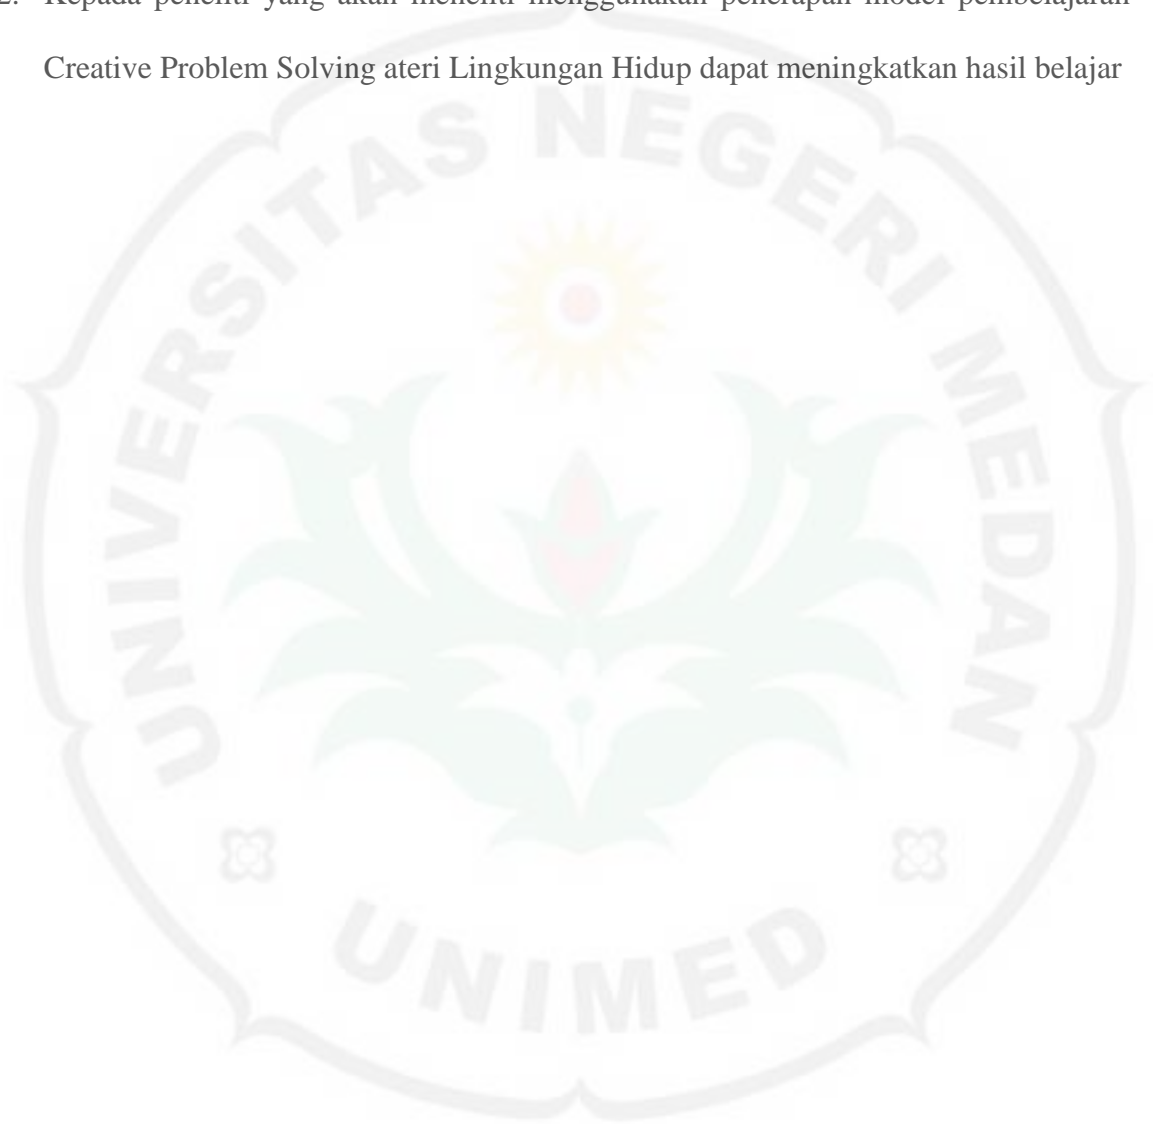 2. Kepada peneliti yang akan meneliti menggunakan penerapan model pembelajaran
Creative Problem Solving ateri Lingkungan Hidup dapat meningkatkan hasil belajar
UNIVERSITAS NEGERI MEDAN
UNIMED